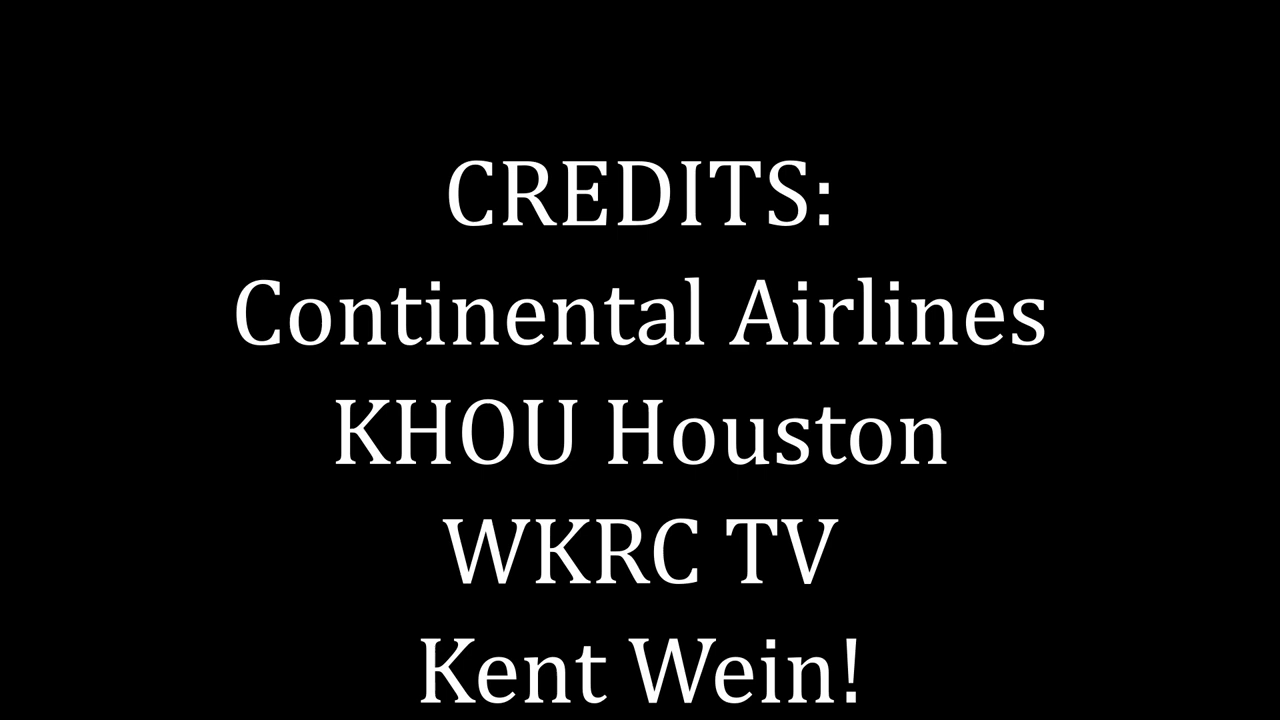 CREDITS:
Continental Airlines
KHOU Houston
WKRC TV
Kent Wein!